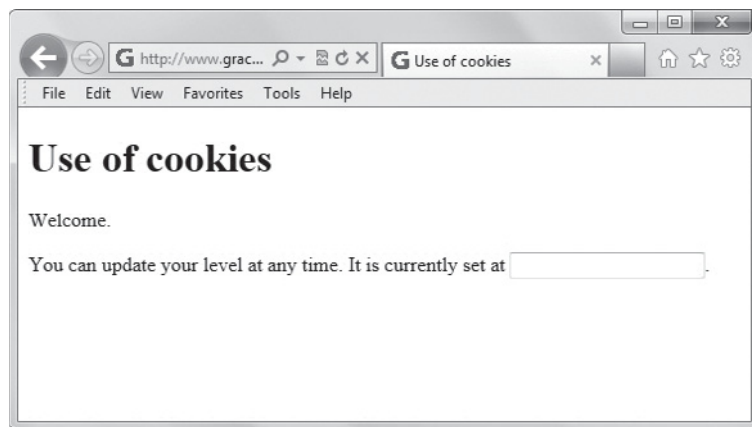 G http://www.grac...
G Use of cookies
File Edit View Favorites Tools Help
Use of cookies
Welcome.
You can update your level at any time. It is currently set at .